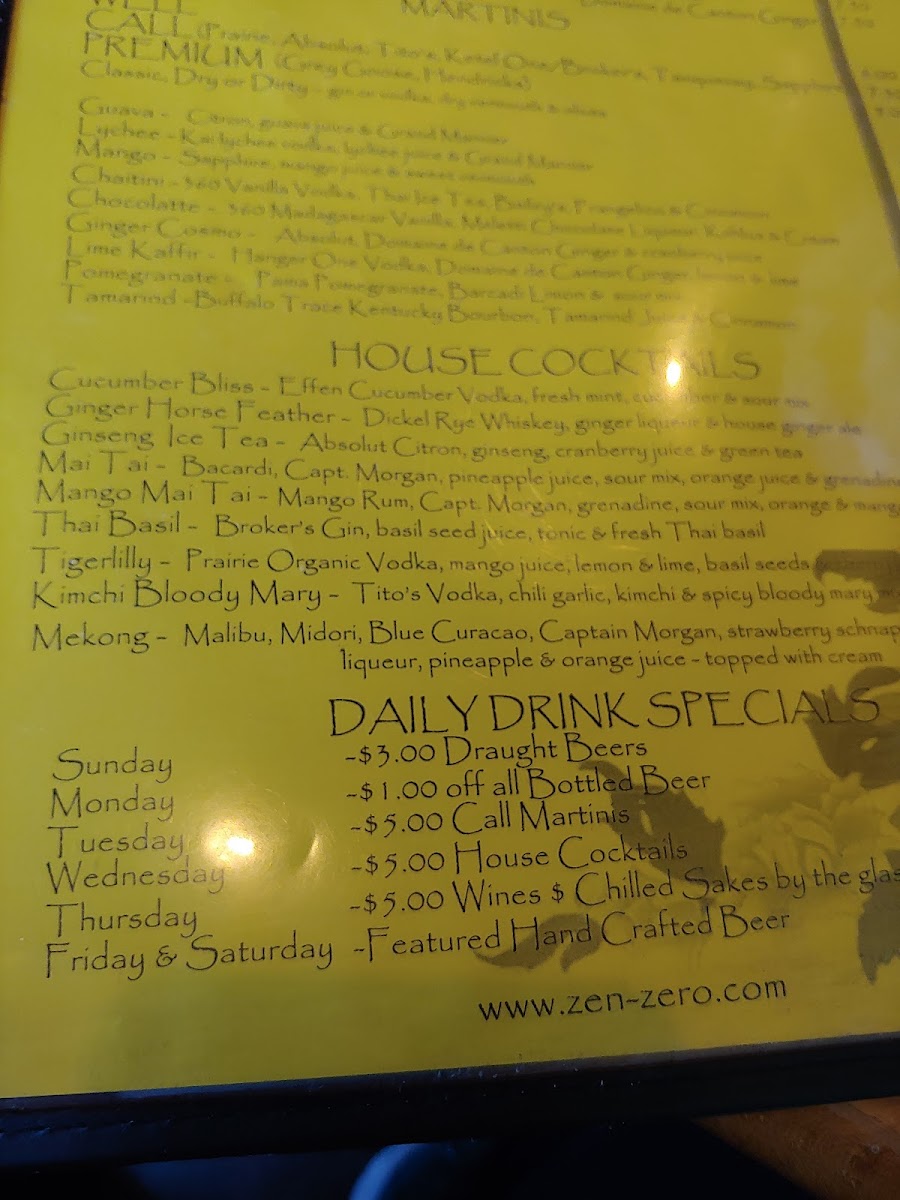 WELL
MARTINIS
CALL (Prairie, Absolut, Tito's, Ketel One/Broker's, Tanqueray, Sapphire
PREMIUM (Grey Goose, Hendricks)
Classic, Dry or Dirty - gin or vodka, dry vermouth & olives
Guava - Citron, guava juice & Grand Marnier
Lychee - Kai lychee vodka, lychee juice & Grand Marnier
Mango - Sapphire, mango juice & sweet vermouth
Chaitini - 360 Vanilla Vodka, Thai Ice Tea, Bailey's, Frangelico & Cinnamon
Chocolatte - 360 Madagascar Vanilla, Chocolate Liqueur, Kahlua & Cream
Ginger Cosmo - Absolut, Domaine de Canton Ginger & cranberry juice
Lime Kaffir - Hanger One Vodka, Domaine de Canton Ginger, lemon & lime
Pomegranate - Pama Pomegranate, Barcadi Limon & sour mix
Tamarind -Buffalo Trace Kentucky Bourbon, Tamarind Juice & Cinnamon
HOUSE COCKTAILS
Cucumber Bliss - Effen Cucumber Vodka, fresh mint, cucumber & sour mix
Ginger Horse Feather - Dickel Rye Whiskey, ginger liqueur & house ginger ale
Ginseng Ice Tea - Absolut Citron, ginseng, cranberry juice & green tea
Mai Tai - Bacardi, Capt. Morgan, pineapple juice, sour mix, orange juice & grenadine
Mango Mai Tai - Mango Rum, Capt. Morgan, grenadine, sour mix, orange & mango
Thai Basil - Broker's Gin, basil seed juice, tonic & fresh Thai basil
Tigerlilly - Prairie Organic Vodka, mango juice, lemon & lime, basil seeds
Kimchi Bloody Mary - Tito's Vodka, chili garlic, kimchi & spicy bloody mary
Mekong - Malibu, Midori, Blue Curacao, Captain Morgan, strawberry schnap
liqueur, pineapple & orange juice - topped with cream
DAILY DRINK SPECIALS
Sunday -$3.00 Draught Beers
Monday -$1.00 off all Bottled Beer
Tuesday -$5.00 Call Martinis
Wednesday -$5.00 House Cocktails
Thursday -$5.00 Wines $ Chilled Sakes by the glas
Friday & Saturday -Featured Hand Crafted Beer
www.zen-zero.com